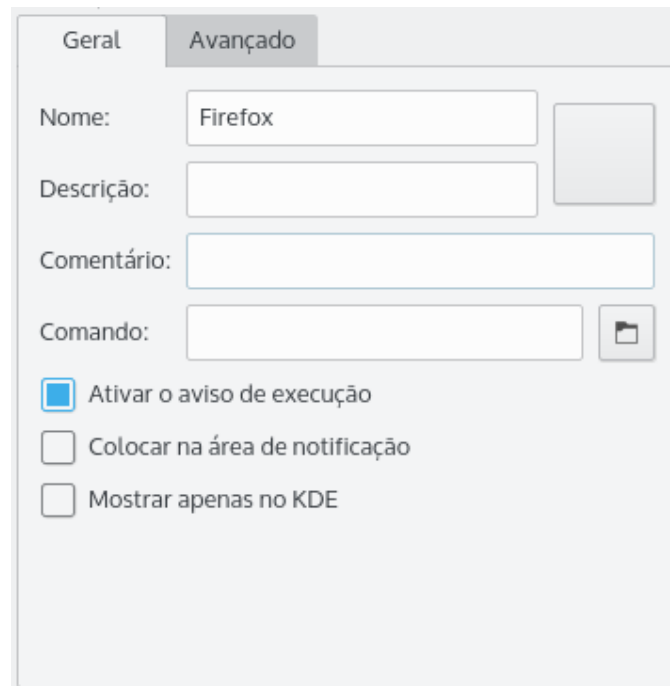 Geral Avançado
Nome: Firefox
Descrição:
Comentário:
Comando:
Ativar o aviso de execução
Colocar na área de notificação
Mostrar apenas no KDE